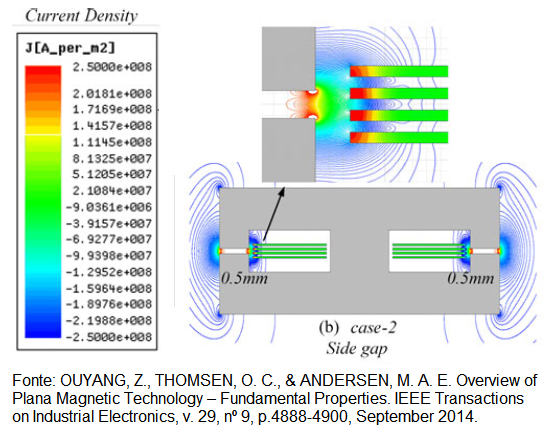 Current Density
J[A_per_m2]
2.5000e+008
2.0181e+008
1.7169e+008
1.4157e+008
1.1145e+008
8.1325e+007
5.1205e+007
2.1084e+007
-9.0361e+006
-3.9157e+007
-6.9277e+007
-9.9398e+007
-1.2952e+008
-1.5964e+008
-1.8976e+008
-2.1988e+008
-2.5000e+008
0.5mm
0.5mm
(b) case-2
Side gap
Fonte: OUYANG, Z., THOMSEN, O. C., & ANDERSEN, M. A. E. Overview of
Plana Magnetic Technology – Fundamental Properties. IEEE Transactions
on Industrial Electronics, v. 29, nº 9, p.4888-4900, September 2014.